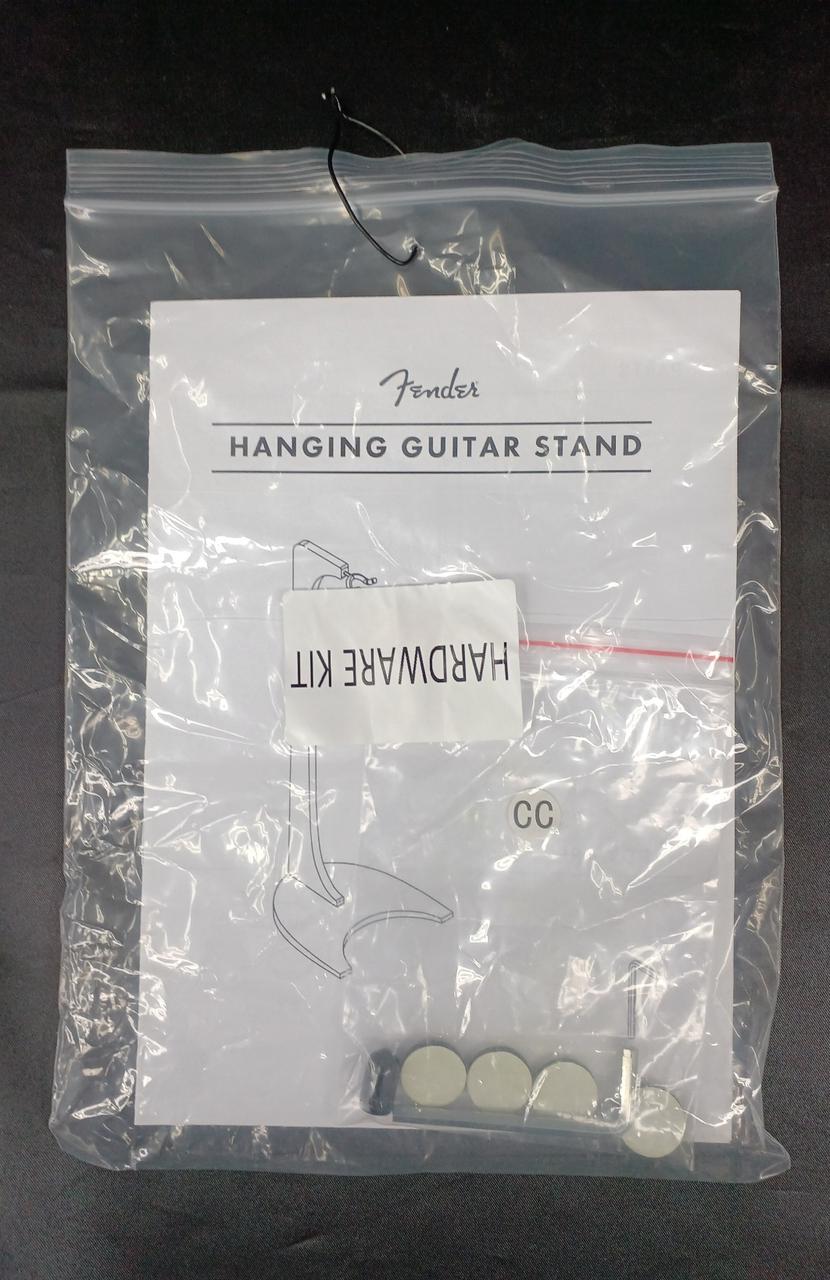 Fender
HANGING GUITAR STAND
HARDWARE KIT
CC